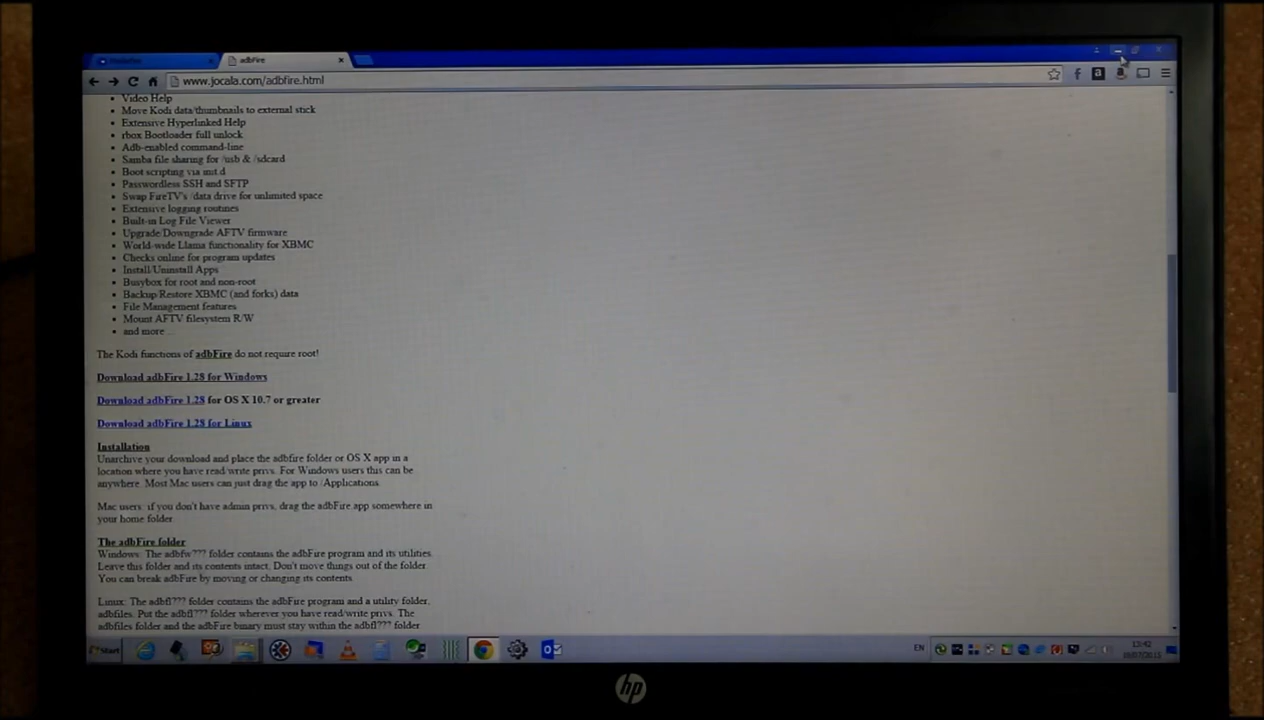 adbFire
www.jocala.com/adbfire.html
Video Help
Move Kodi data/thumbnails to external stick
Extensive Hyperlinked Help
rbox Bootloader full unlock
Adb-enabled command-line
Samba file sharing for /usb & /sdcard
Boot scripting via init.d
Passwordless SSH and SFTP
Swap FireTV's /data drive for unlimited space
Extensive logging routines
Built-in Log File Viewer
Upgrade/Downgrade AFTV firmware
World-wide Llama functionality for XBMC
Checks online for program updates
Install/Uninstall Apps
Busybox for root and non-root
Backup/Restore XBMC (and forks) data
File Management features
Mount AFTV filesystem R/W
and more ...
The Kodi functions of adbFire do not require root!
Download adbFire 1.28 for Windows
Download adbFire 1.28 for OS X 10.7 or greater
Download adbFire 1.28 for Linux
Installation
Unarchive your download and place the adbfire folder or OS X app in a
location where you have read/write privs. For Windows users this can be
anywhere. Most Mac users can just drag the app to /Applications
Mac users: if you don't have admin privs, drag the adbFire.app somewhere in
your home folder
The adbFire folder
Windows: The adbfw??? folder contains the adbFire program and its utilities.
Leave this folder and its contents intact. Don't move things out of the folder
You can break adbFire by moving or changing its contents
Linux: The adbfl??? folder contains the adbFire program and a utility folder,
adbfiles. Put the adbfl??? folder wherever you have read/write privs. The
adbfiles folder and the adbFire binary must stay within the adbfl??? folder
Start
EN
13:42
hp